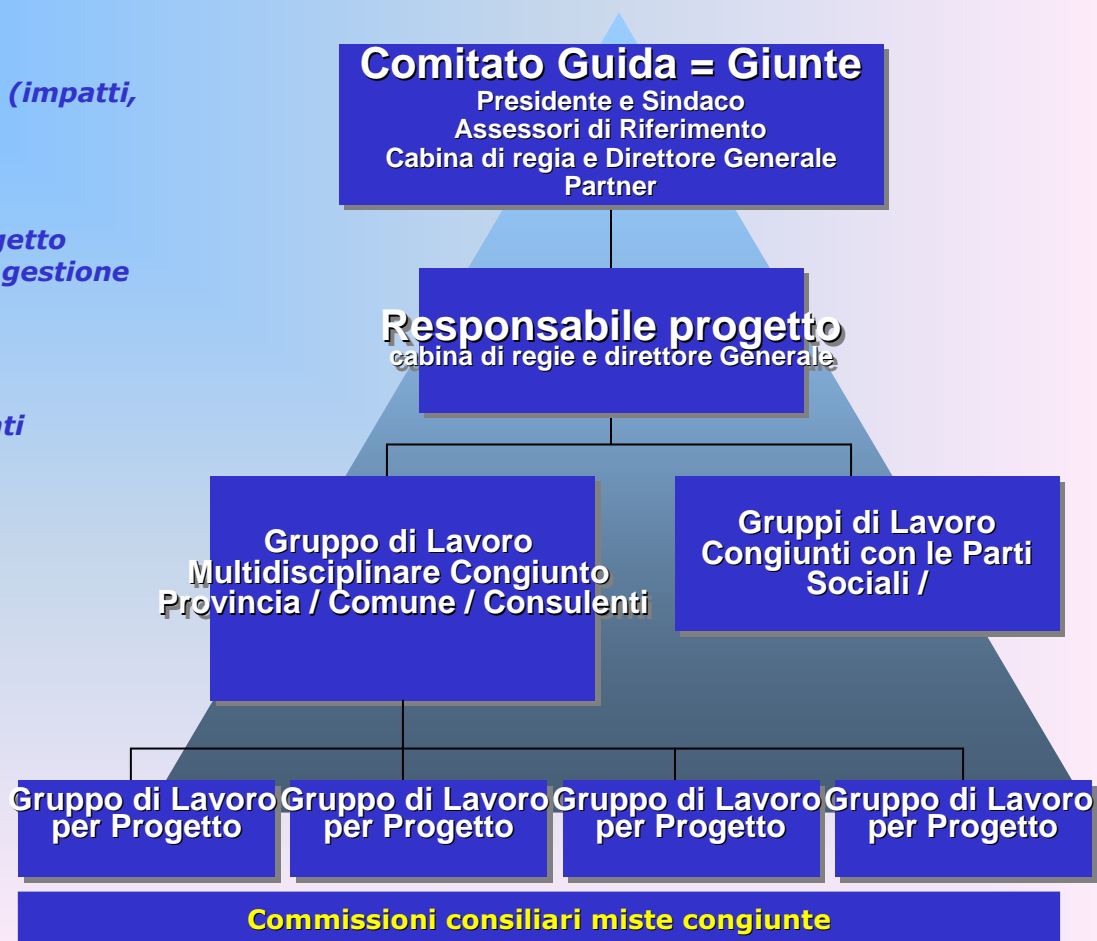 (impatti,
gestione
Comitato Guida = Giunte
Presidente e Sindaco
Assessori di Riferimento
Cabina di regia e Direttore Generale
Partner
Responsabile progetto
cabina di regie e direttore Generale
Gruppo di Lavoro
Multidisciplinare Congiunto
Provincia / Comune / Consulenti
Gruppi di Lavoro
Congiunti con le Parti
Sociali /
Gruppo di Lavoro
per Progetto
Gruppo di Lavoro
per Progetto
Gruppo di Lavoro
per Progetto
Gruppo di Lavoro
per Progetto
Commissioni consiliari miste congiunte